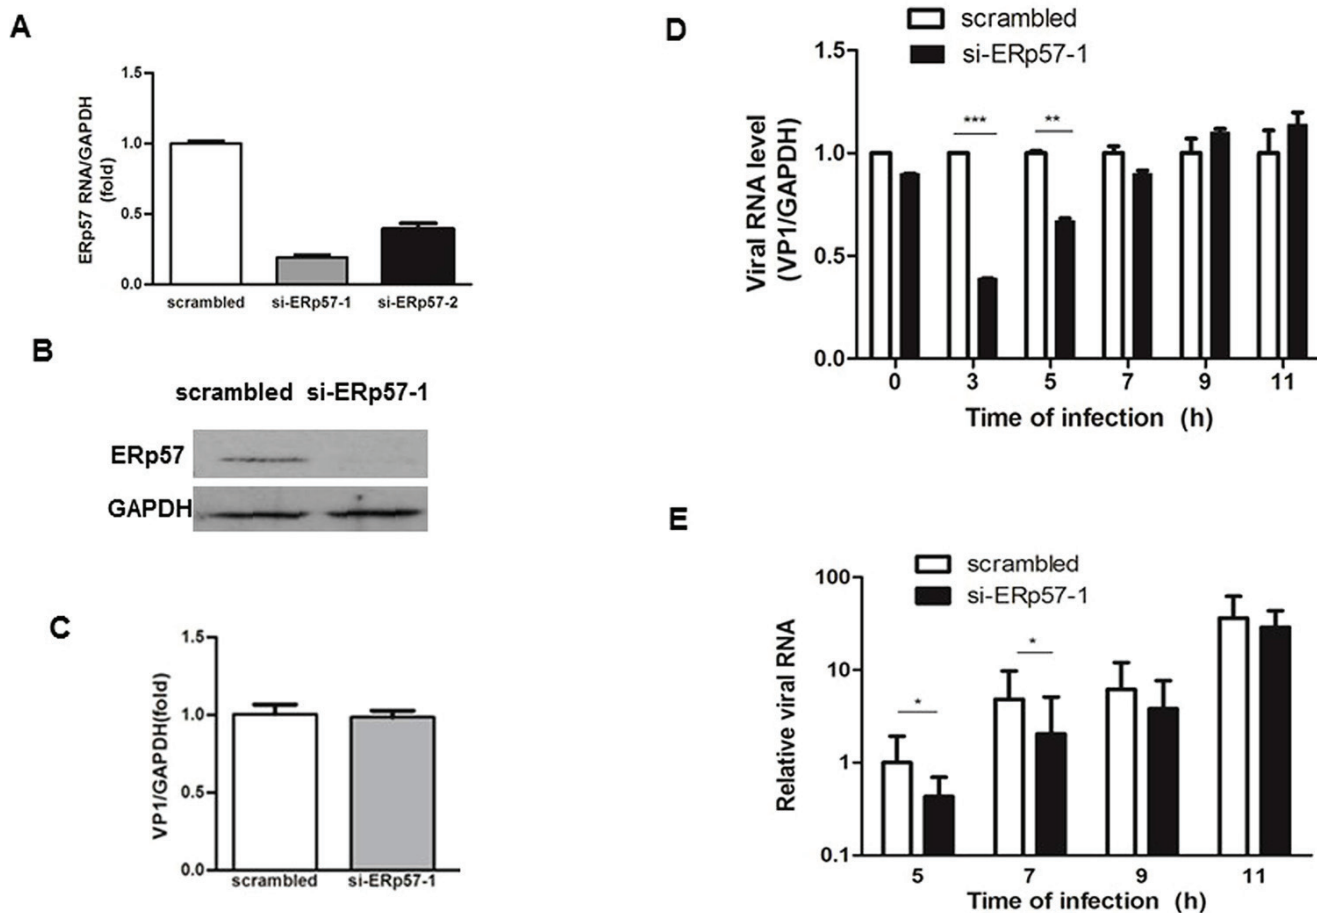 A
ERp57 RNA/GAPDH
(fold)
1.5
1.0
0.5
0.0
scrambled si-ERp57-1 si-ERp57-2
B
scrambled si-ERp57-1
ERp57
GAPDH
C
VP1/GAPDH(fold)
1.5
1.0
0.5
0.0
scrambled si-ERp57-1
D
scrambled
si-ERp57-1
Viral RNA level
(VP1/GAPDH)
1.5
1.0
0.5
0.0
***
**
0 3 5 7 9 11
Time of infection (h)
E
scrambled
si-ERp57-1
Relative viral RNA
100
10
1
0.1
*
*
5 7 9 11
Time of infection (h)